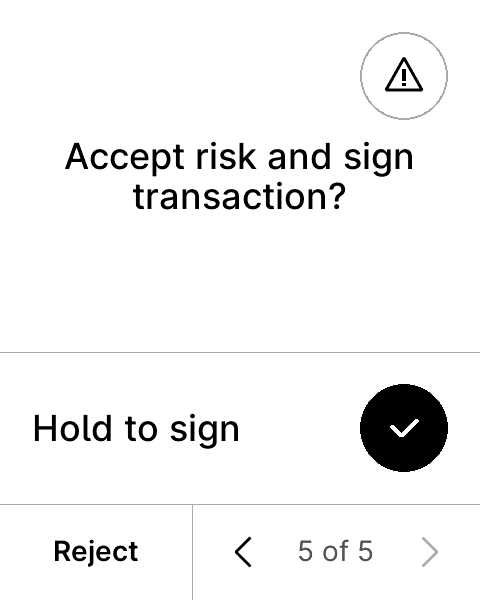 Accept risk and sign
transaction?
Hold to sign
Reject
5 of 5